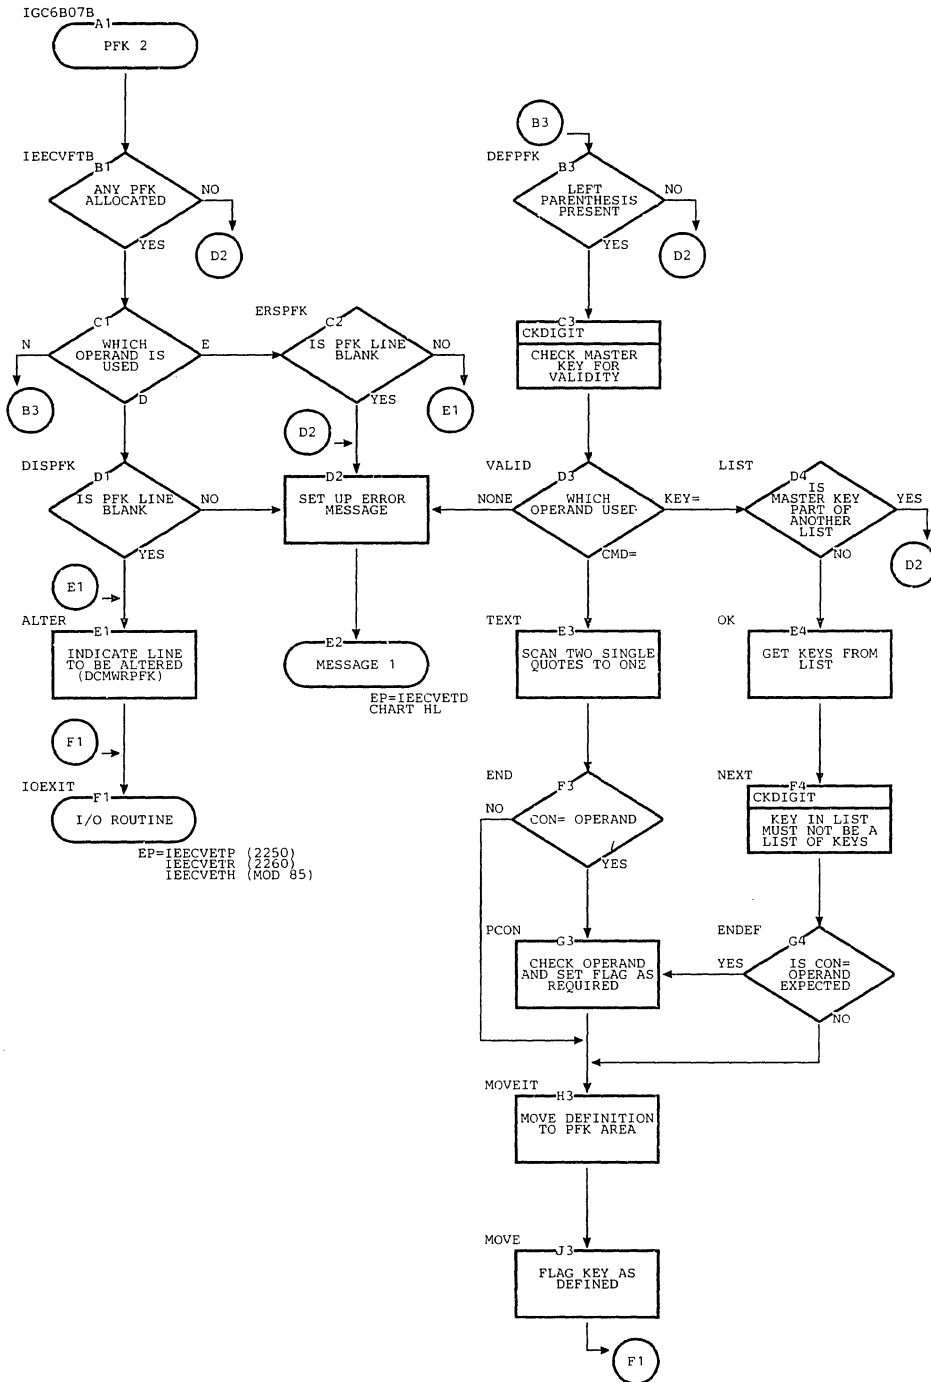 IGC6B07B
A1
PFK 2
IEECVFTB
B1
ANY PFK
ALLOCATED
NO
YES
D2
C1
WHICH
OPERAND IS
USED
N
E
D
B3
ERSPFK
C2
IS PFK LINE
BLANK
NO
YES
E1
D2
DISPFK
D1
IS PFK LINE
BLANK
NO
YES
D2
SET UP ERROR
MESSAGE
E1
ALTER
E1
INDICATE LINE
TO BE ALTERED
(DCMWRPFK)
E2
MESSAGE 1
EP=IEECVETD
CHART HL
F1
IOEXIT
F1
I/O ROUTINE
EP=IEECVETP (2250)
IEECVETR (2260)
IEECVETH (MOD 85)
B3
DEFPFK
B3
LEFT
PARENTHESIS
PRESENT
NO
YES
D2
C3
CKDIGIT
CHECK MASTER
KEY FOR
VALIDITY
VALID
D3
WHICH
OPERAND USED
NONE
KEY=
CMD=
LIST
D4
IS
MASTER KEY
PART OF
ANOTHER
LIST
YES
NO
D2
TEXT
E3
SCAN TWO SINGLE
QUOTES TO ONE
OK
E4
GET KEYS FROM
LIST
END
F3
CON= OPERAND
NO
YES
NEXT
F4
CKDIGIT
KEY IN LIST
MUST NOT BE A
LIST OF KEYS
PCON
G3
CHECK OPERAND
AND SET FLAG AS
REQUIRED
ENDEF
G4
IS CON=
OPERAND
EXPECTED
YES
NO
MOVEIT
H3
MOVE DEFINITION
TO PFK AREA
MOVE
J3
FLAG KEY AS
DEFINED
F1